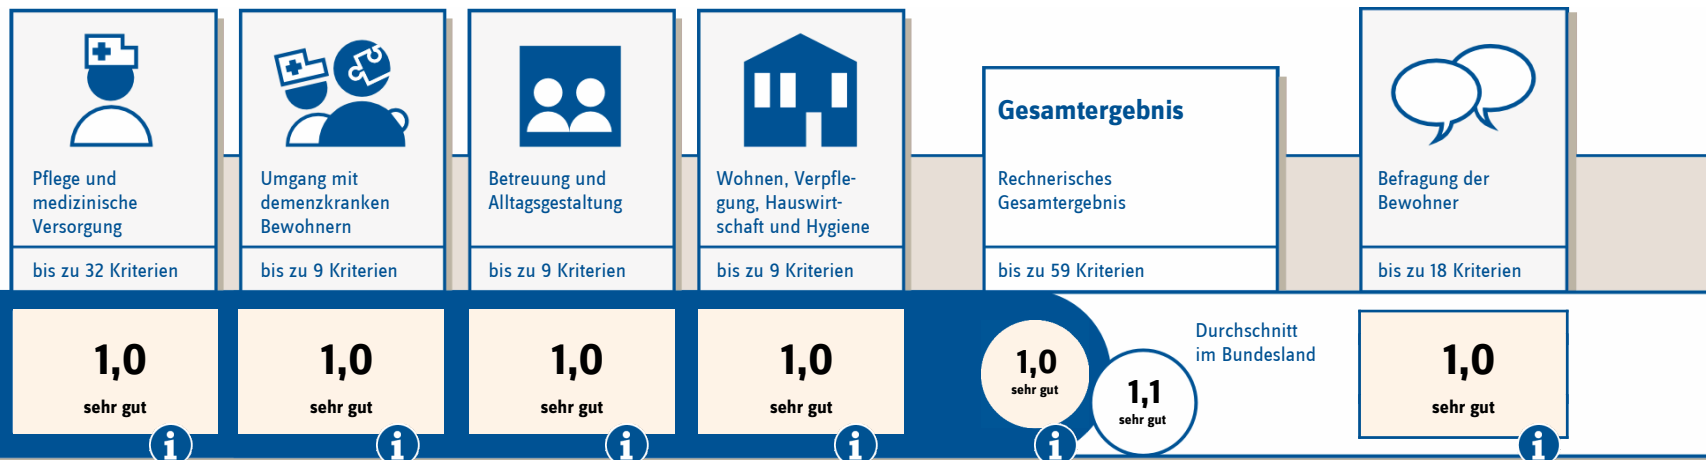 Pflege und
medizinische
Versorgung
bis zu 32 Kriterien
1,0
sehr gut
i
Umgang mit
demenzkranken
Bewohnern
bis zu 9 Kriterien
1,0
sehr gut
i
Betreuung und
Alltagsgestaltung
bis zu 9 Kriterien
1,0
sehr gut
i
Wohnen, Verpfle-
gung, Hauswirt-
schaft und Hygiene
bis zu 9 Kriterien
1,0
sehr gut
i
Gesamtergebnis
Rechnerisches
Gesamtergebnis
bis zu 59 Kriterien
1,0
sehr gut
i
Durchschnitt
im Bundesland
1,1
sehr gut
Befragung der
Bewohner
bis zu 18 Kriterien
1,0
sehr gut
i